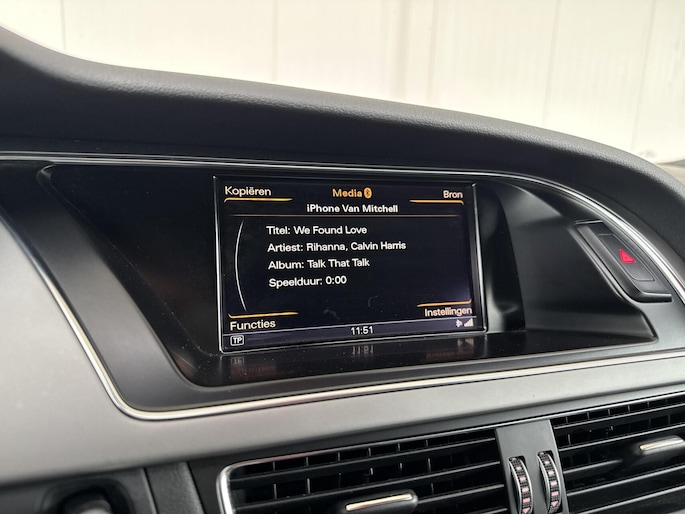 Kopiëren Media Bron
iPhone Van Mitchell
Titel: We Found Love
Artiest: Rihanna, Calvin Harris
Album: Talk That Talk
Speelduur: 0:00
Functies Instellingen
TP 11:51